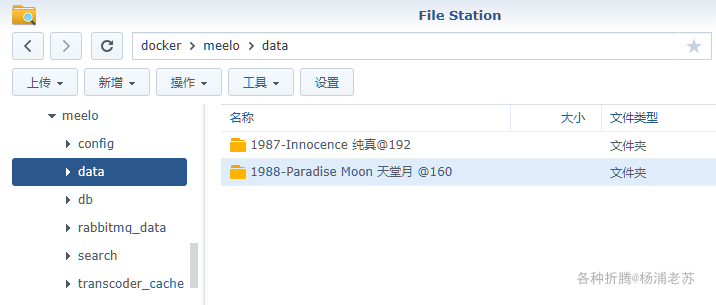 File Station
docker > meelo > data
上传 新增 操作 工具 设置
meelo
config
data
db
rabbitmq_data
search
transcoder_cache
名称 大小 文件类型
1987-Innocence 纯真@192 文件夹
1988-Paradise Moon 天堂月 @160 文件夹
各种折腾@杨浦老苏